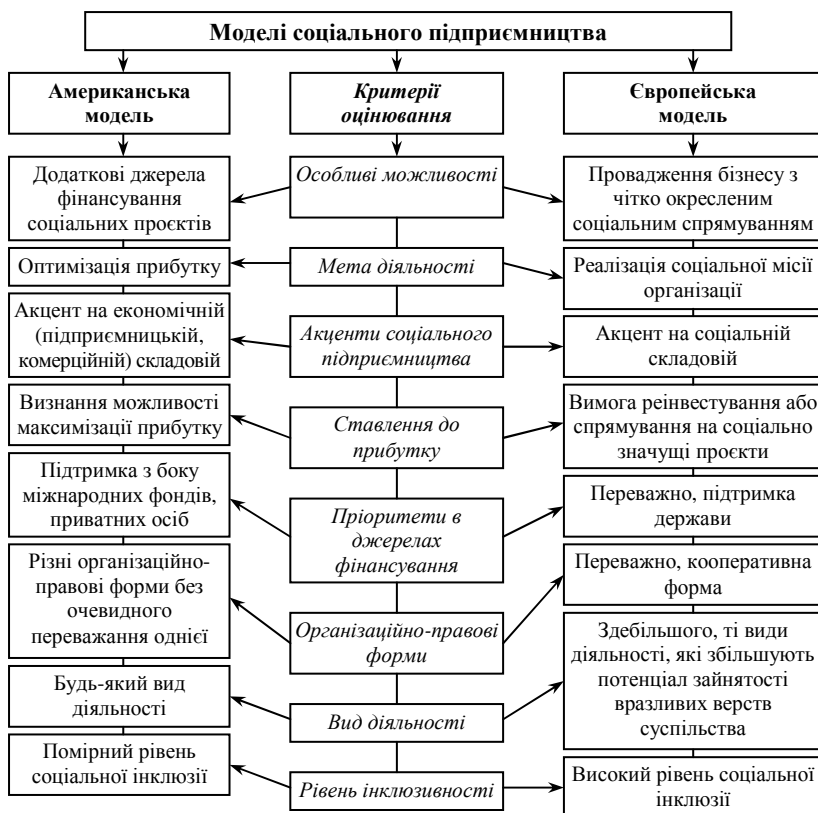 Моделі соціального підприємництва
Американська
модель
Критерії
оцінювання
Європейська
модель
Додаткові джерела
фінансування
соціальних проєктів
Особливі можливості
Провадження бізнесу з
чітко окресленим
соціальним спрямуванням
Оптимізація прибутку
Мета діяльності
Реалізація соціальної місії
організації
Акцент на економічній
(підприємницькій,
комерційній) складовій
Акценти соціального
підприємництва
Акцент на соціальній
складовій
Визнання можливості
максимізації прибутку
Ставлення до
прибутку
Вимога реінвестування або
спрямування на соціально
значущі проєкти
Підтримка з боку
міжнародних фондів,
приватних осіб
Пріоритети в
джерелах
фінансування
Переважно, підтримка
держави
Різні організаційно-
правові форми без
очевидного
переважання однієї
Організаційно-правові
форми
Переважно, кооперативна
форма
Будь-який вид
діяльності
Вид діяльності
Здебільшого, ті види
діяльності, які збільшують
потенціал зайнятості
вразливих верств
суспільства
Помірний рівень
соціальної інклюзії
Рівень інклюзивності
Високий рівень соціальної
інклюзії